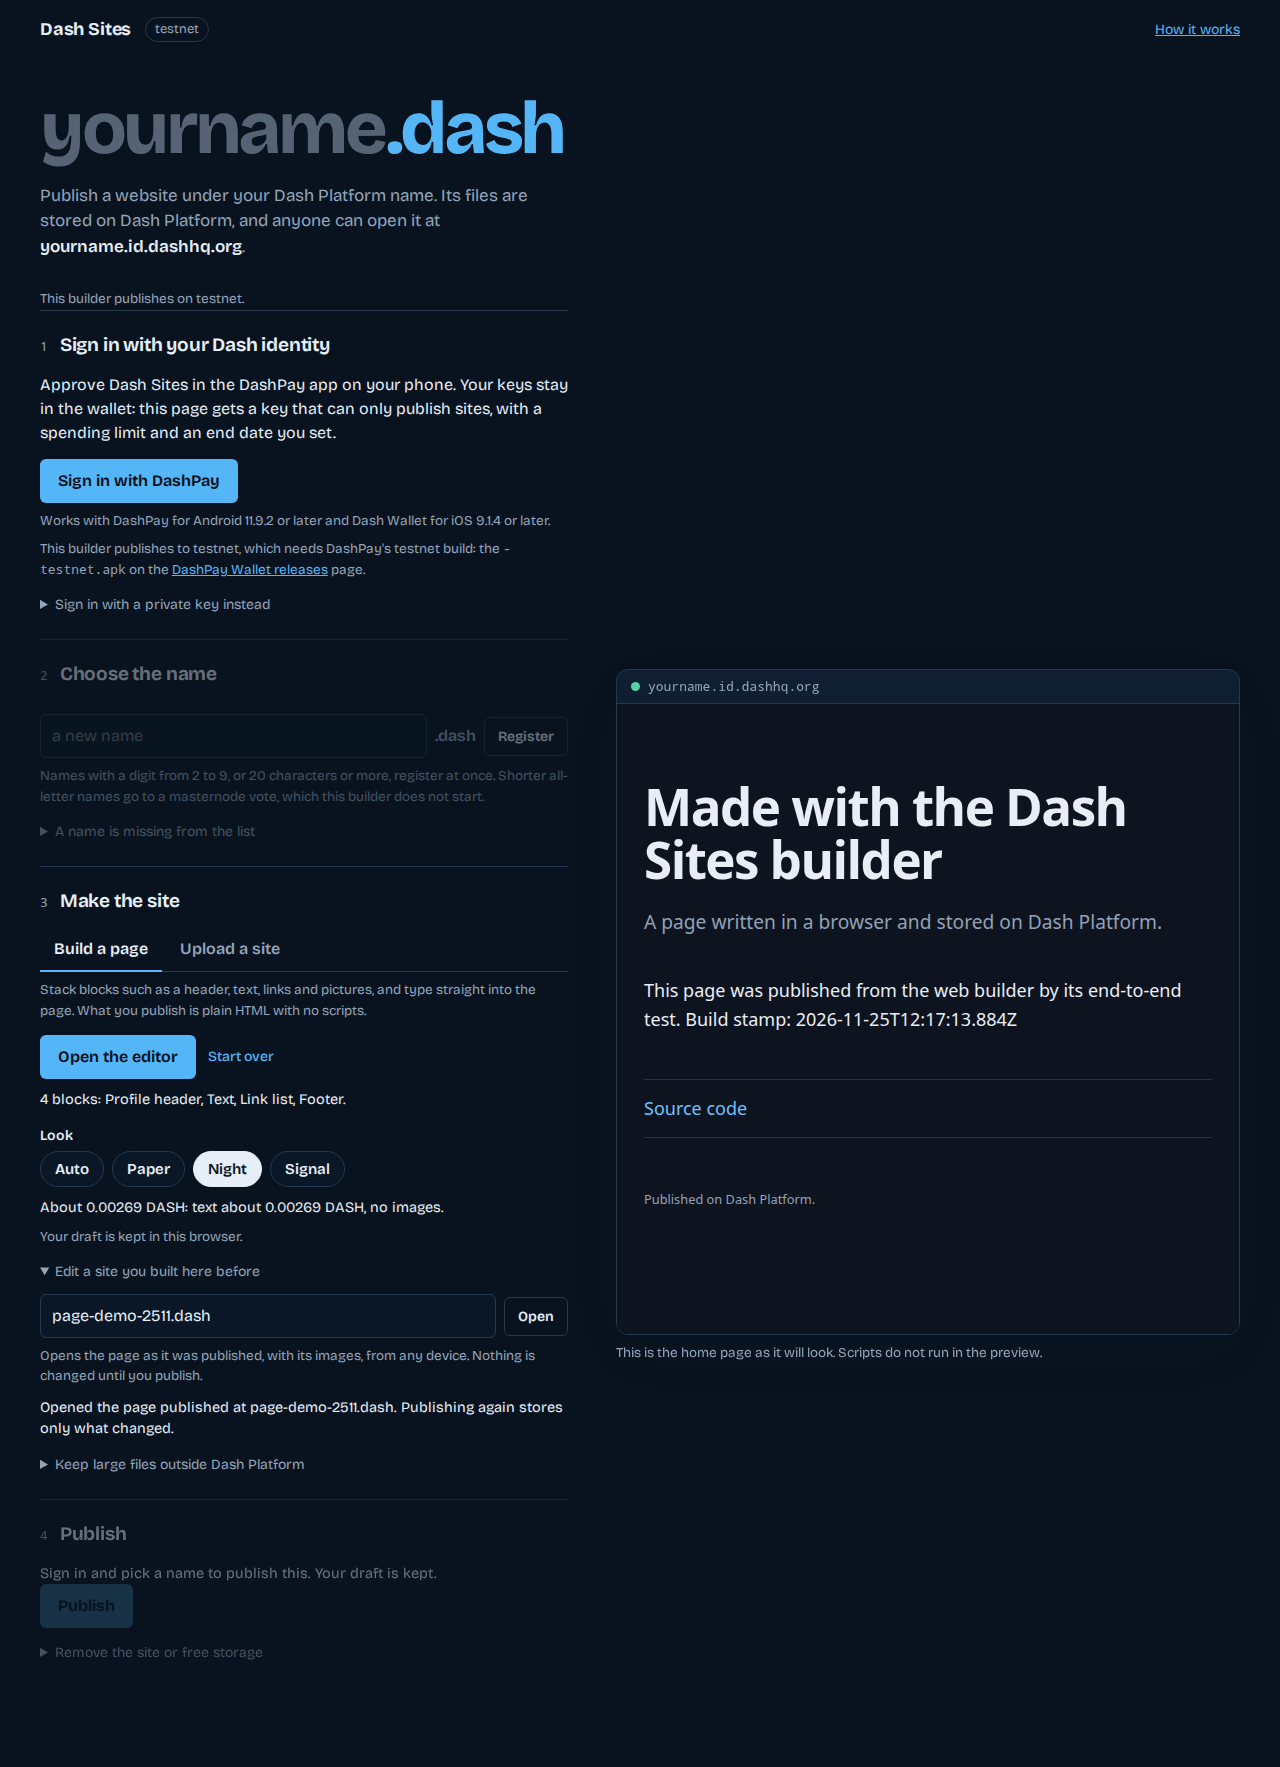 Dash Sites
testnet
How it works
yourname.dash
Publish a website under your Dash Platform name. Its files are
stored on Dash Platform, and anyone can open it at
yourname.id.dashhq.org.
This builder publishes on testnet.
1 Sign in with your Dash identity
Approve Dash Sites in the DashPay app on your phone. Your keys stay
in the wallet: this page gets a key that can only publish sites, with a
spending limit and an end date you set.
Sign in with DashPay
Works with DashPay for Android 11.9.2 or later and Dash Wallet for iOS 9.1.4 or later.
This builder publishes to testnet, which needs DashPay's testnet build: the -
testnet.apk on the DashPay Wallet releases page.
Sign in with a private key instead
2 Choose the name
a new name
.dash
Register
Names with a digit from 2 to 9, or 20 characters or more, register at once. Shorter all-
letter names go to a masternode vote, which this builder does not start.
A name is missing from the list
3 Make the site
Build a page
Upload a site
Stack blocks such as a header, text, links and pictures, and type straight into the
page. What you publish is plain HTML with no scripts.
Open the editor
Start over
4 blocks: Profile header, Text, Link list, Footer.
Look
Auto
Paper
Night
Signal
About 0.00269 DASH: text about 0.00269 DASH, no images.
Your draft is kept in this browser.
Edit a site you built here before
page-demo-2511.dash
Open
Opens the page as it was published, with its images, from any device. Nothing is
changed until you publish.
Opened the page published at page-demo-2511.dash. Publishing again stores
only what changed.
Keep large files outside Dash Platform
4 Publish
Sign in and pick a name to publish this. Your draft is kept.
Publish
Remove the site or free storage
yourname.id.dashhq.org
Made with the Dash
Sites builder
A page written in a browser and stored on Dash Platform.
This page was published from the web builder by its end-to-end
test. Build stamp: 2026-11-25T12:17:13.884Z
Source code
Published on Dash Platform.
This is the home page as it will look. Scripts do not run in the preview.